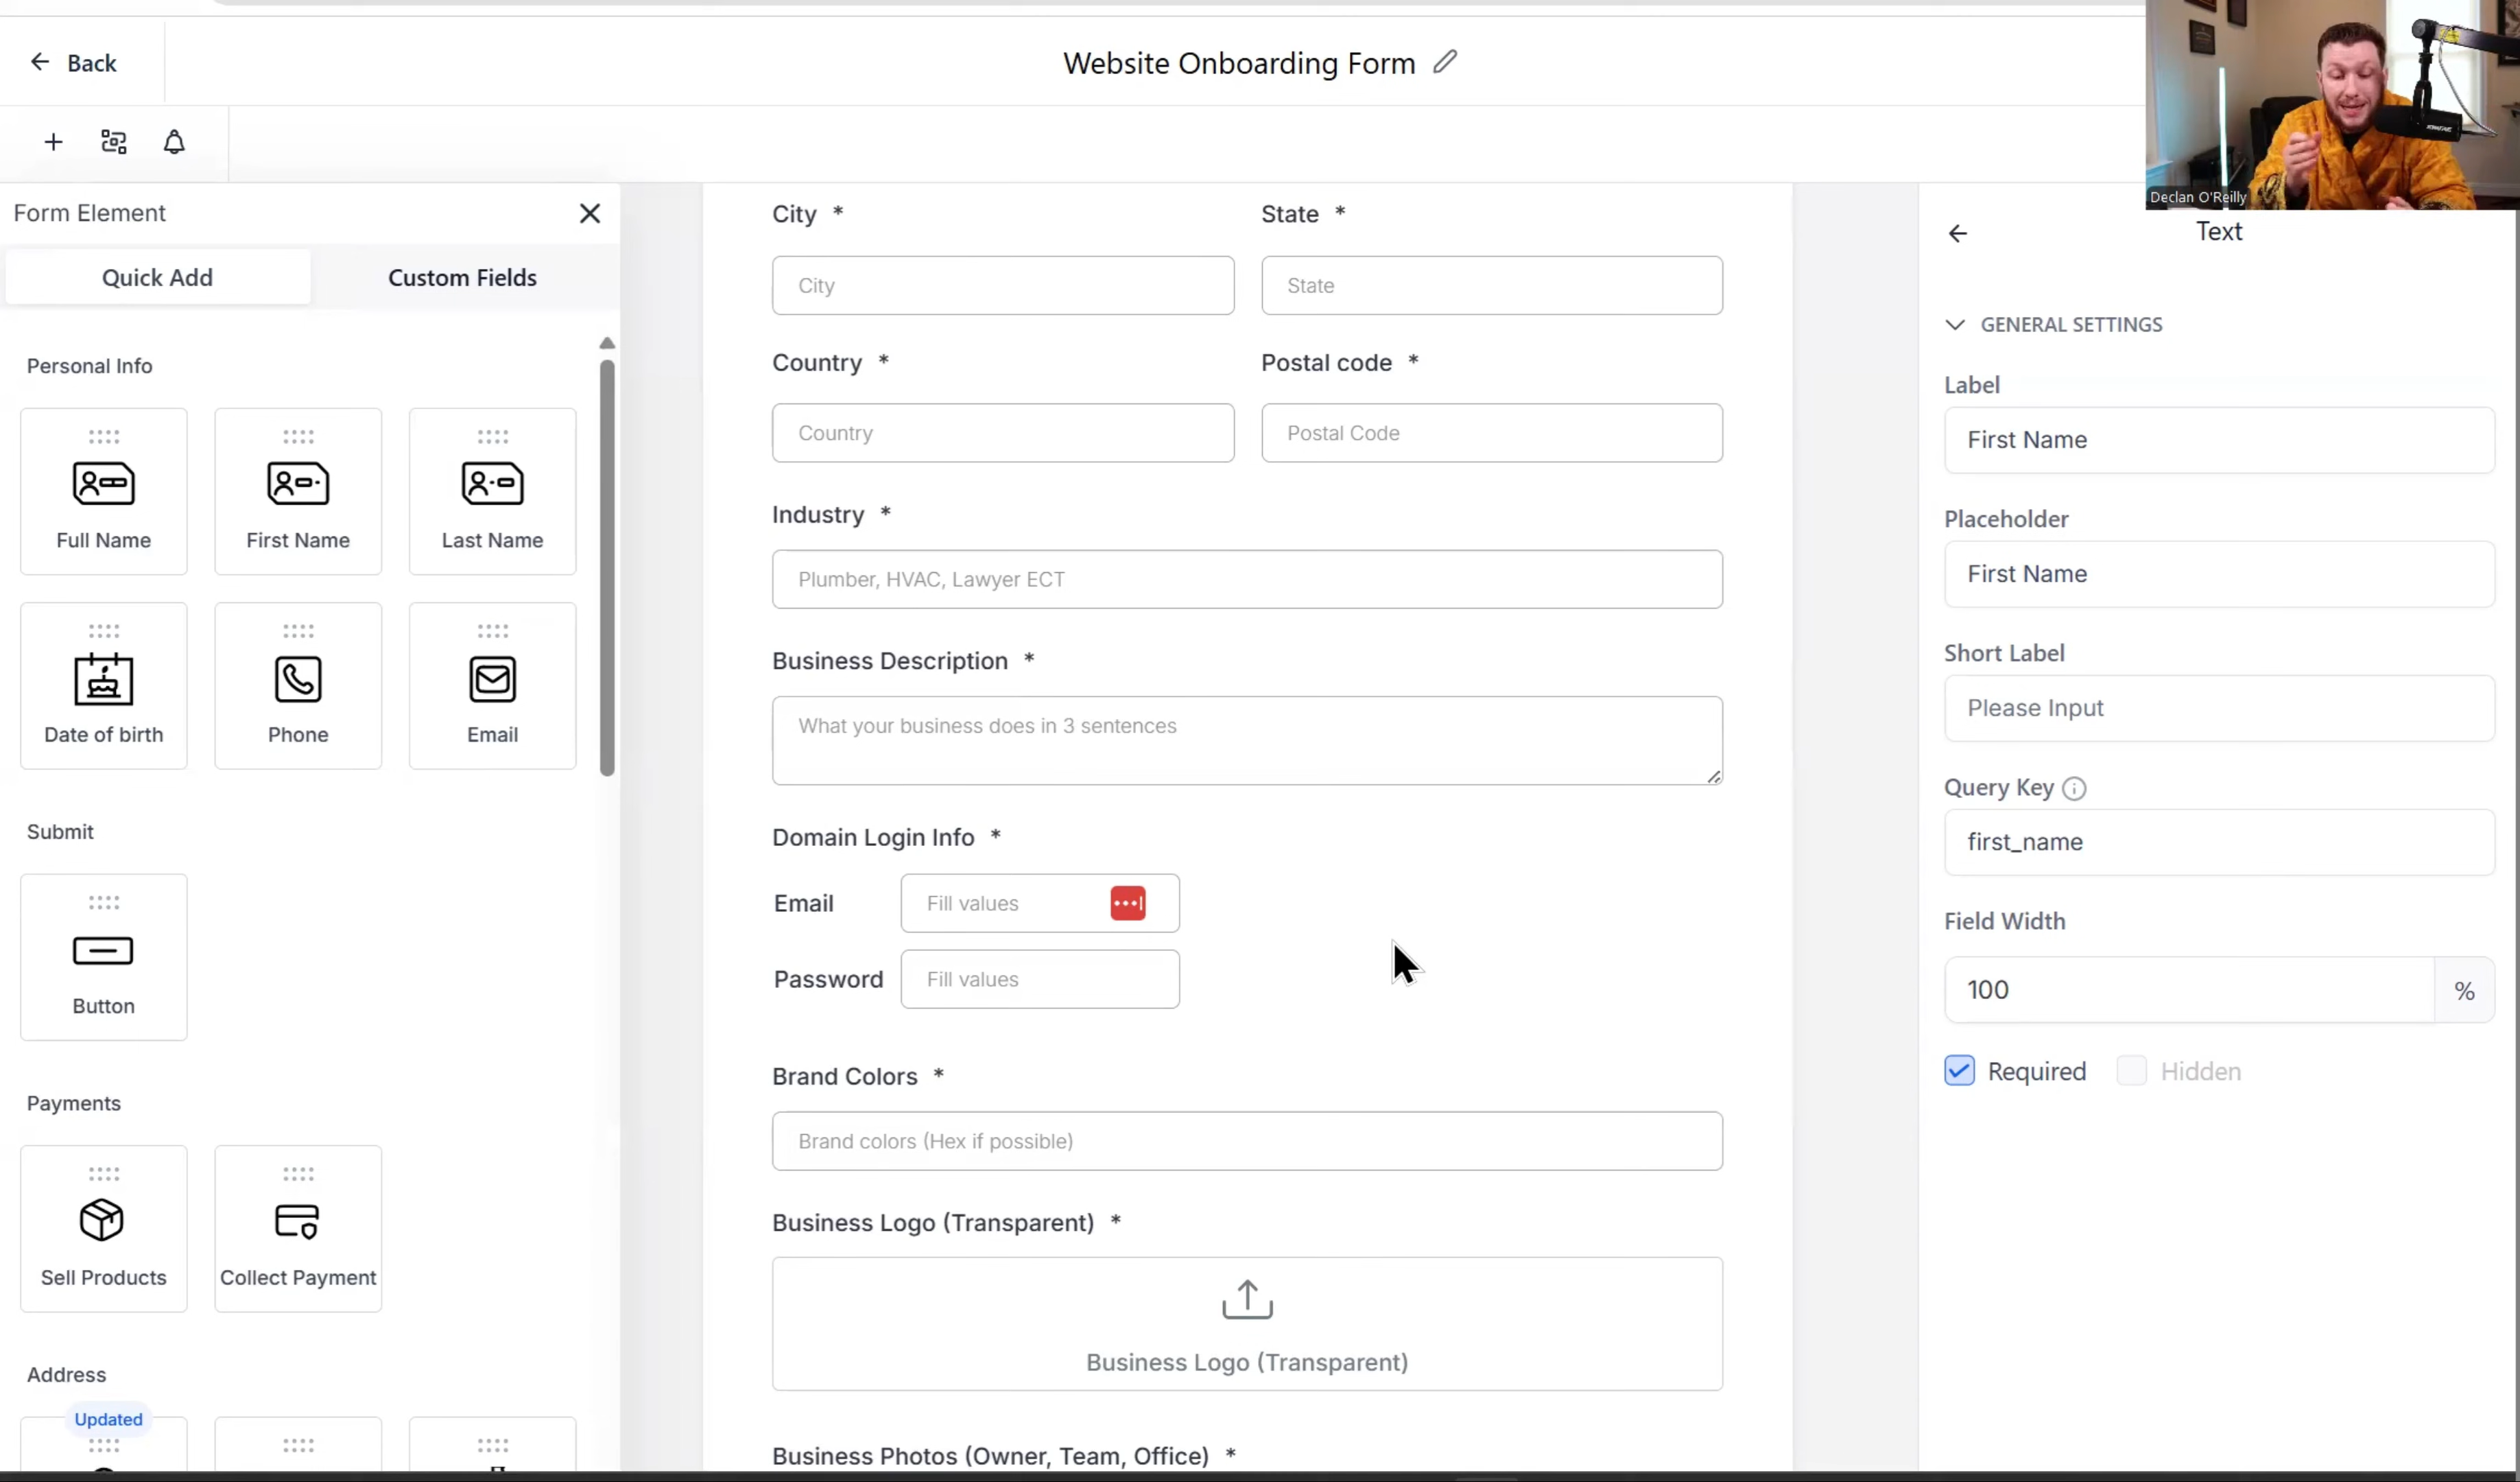 Back
Website Onboarding Form
Declan O'Reilly
Form Element
Quick Add
Custom Fields
Personal Info
Full Name
First Name
Last Name
Date of birth
Phone
Email
Submit
Button
Payments
Sell Products
Collect Payment
Address
Updated
City *
State *
City
State
Country *
Postal code *
Country
Postal Code
Industry *
Plumber, HVAC, Lawyer ECT
Business Description *
What your business does in 3 sentences
Domain Login Info *
Email
Fill values
Password
Fill values
Brand Colors *
Brand colors (Hex if possible)
Business Logo (Transparent) *
Business Logo (Transparent)
Business Photos (Owner, Team, Office) *
Text
GENERAL SETTINGS
Label
First Name
Placeholder
First Name
Short Label
Please Input
Query Key
first_name
Field Width
100 %
Required
Hidden